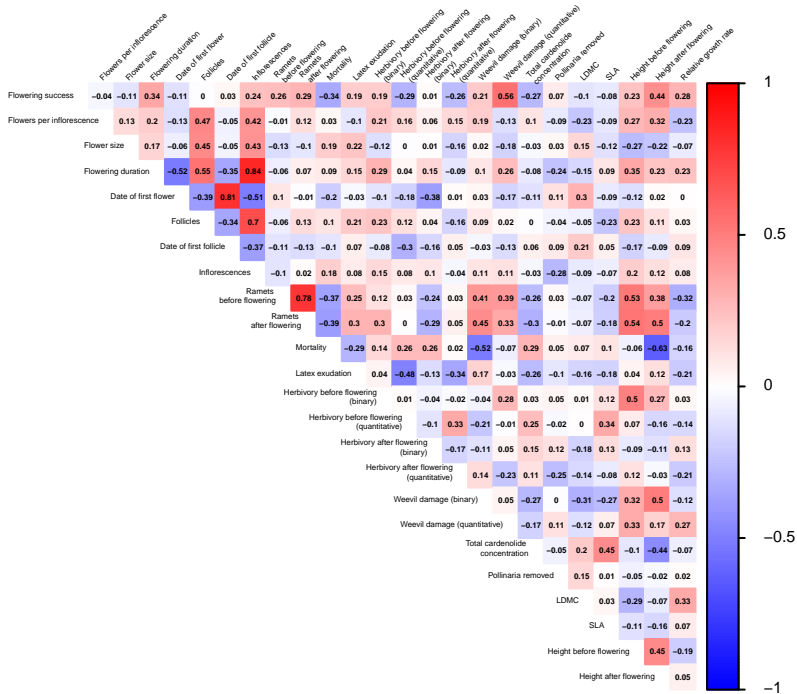 Flowers per inflorescence
Flower size
Flowering duration
Date of first flower
Follicles
Date of first follicle
Inflorescences
Ramets
before flowering
Ramets
after flowering
Mortality
Latex exudation
Herbivory before flowering
(binary)
Herbivory before flowering
(quantitative)
Herbivory after flowering
(binary)
Herbivory after flowering
(quantitative)
Weevil damage (binary)
Weevil damage (quantitative)
Total cardenolide
concentration
Pollinaria removed
LDMC
SLA
Height before flowering
Height after flowering
Relative growth rate
Flowering success −0.04 −0.11 0.34 −0.11 0 0.03 0.24 0.26 0.29 −0.34 0.19 0.19 −0.29 0.01 −0.26 0.21 0.56 −0.27 0.07 −0.1 −0.08 0.23 0.44 0.28
Flowers per inflorescence 0.13 0.2 −0.13 0.47 −0.05 0.42 −0.01 0.12 0.03 −0.1 0.21 0.16 0.06 0.15 0.19 −0.13 0.1 −0.09 −0.23 −0.09 0.27 0.32 −0.23
Flower size 0.17 −0.06 0.45 −0.05 0.43 −0.13 −0.1 0.19 0.22 −0.12 0 0.01 −0.16 0.02 −0.18 −0.03 0.03 0.15 −0.12 −0.27 −0.22 −0.07
Flowering duration −0.52 0.55 −0.35 0.84 −0.06 0.07 0.09 0.15 0.29 0.04 0.15 −0.09 0.1 0.26 −0.08 −0.24 −0.15 0.09 0.35 0.23 0.23
Date of first flower −0.39 0.81 −0.51 0.1 −0.01 −0.2 −0.03 −0.1 −0.18 −0.38 0.01 0.02 −0.17 −0.11 0.11 0.3 −0.09 −0.12 0.02 0
Follicles −0.34 0.7 −0.06 0.13 0.1 0.21 0.23 0.12 0.04 −0.16 0.09 0.02 0 −0.04 −0.05 −0.23 0.23 0.11 0.03
Date of first follicle −0.37 −0.11 −0.13 −0.1 0.07 −0.08 −0.3 −0.16 0.05 −0.03 −0.13 0.06 0.09 0.21 0.05 −0.17 −0.09 0.09
Inflorescences −0.1 0.02 0.18 0.08 0.15 0.08 0.1 −0.04 0.11 0.11 −0.03 −0.28 −0.09 −0.07 0.2 0.12 0.08
Ramets
before flowering 0.78 −0.37 0.25 0.12 0.03 −0.24 0.03 0.41 0.39 −0.26 0.03 −0.07 −0.2 0.53 0.38 −0.32
Ramets
after flowering −0.39 0.3 0.3 0 −0.29 0.05 0.45 0.33 −0.3 −0.01 −0.07 −0.18 0.54 0.5 −0.2
Mortality −0.29 0.14 0.26 0.26 0.02 −0.52 −0.07 0.29 0.05 0.07 0.1 −0.06 −0.63 −0.16
Latex exudation 0.04 −0.48 −0.13 −0.34 0.17 −0.03 −0.26 −0.1 −0.16 −0.18 0.04 0.12 −0.21
Herbivory before flowering
(binary) 0.01 −0.04 −0.02 −0.04 0.28 0.03 0.05 0.01 0.12 0.5 0.27 0.03
Herbivory before flowering
(quantitative) −0.1 0.33 −0.21 −0.01 0.25 −0.02 0 0.34 0.07 −0.16 −0.14
Herbivory after flowering
(binary) −0.17 −0.11 0.05 0.15 0.12 −0.18 0.13 −0.09 −0.11 0.13
Herbivory after flowering
(quantitative) 0.14 −0.23 0.11 −0.25 −0.14 −0.08 0.12 −0.03 −0.21
Weevil damage (binary) 0.05 −0.27 0 −0.31 −0.27 0.32 0.5 −0.12
Weevil damage (quantitative) −0.17 0.11 −0.12 0.07 0.33 0.17 0.27
Total cardenolide
concentration −0.05 0.2 0.45 −0.1 −0.44 −0.07
Pollinaria removed 0.15 0.01 −0.05 −0.02 0.02
LDMC 0.03 −0.29 −0.07 0.33
SLA −0.11 −0.16 0.07
Height before flowering 0.45 −0.19
Height after flowering 0.05
1
0.5
0
−0.5
−1